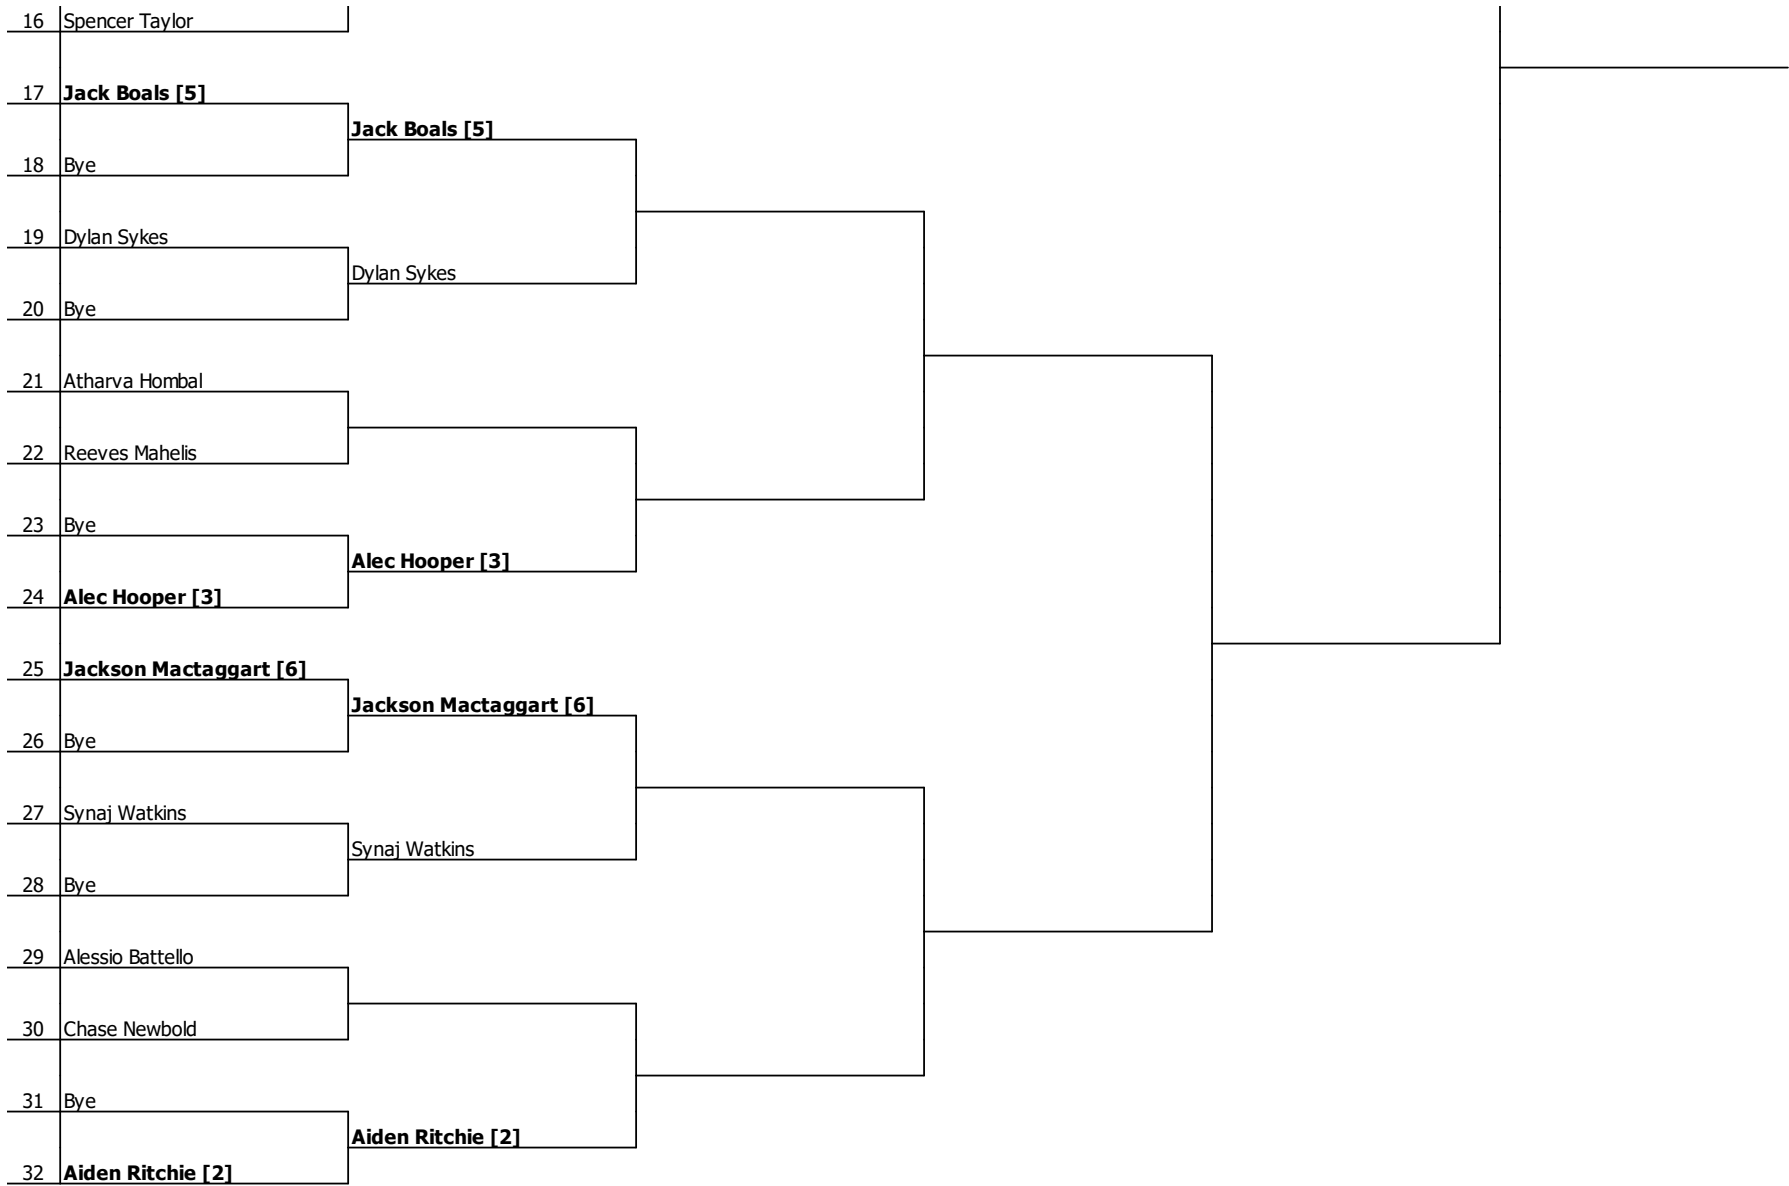 16 Spencer Taylor
17 Jack Boals [5]
Jack Boals [5]
18 Bye
19 Dylan Sykes
Dylan Sykes
20 Bye
21 Atharva Hombal
22 Reeves Mahelis
23 Bye
Alec Hooper [3]
24 Alec Hooper [3]
25 Jackson Mactaggart [6]
Jackson Mactaggart [6]
26 Bye
27 Synaj Watkins
Synaj Watkins
28 Bye
29 Alessio Battello
30 Chase Newbold
31 Bye
Aiden Ritchie [2]
32 Aiden Ritchie [2]